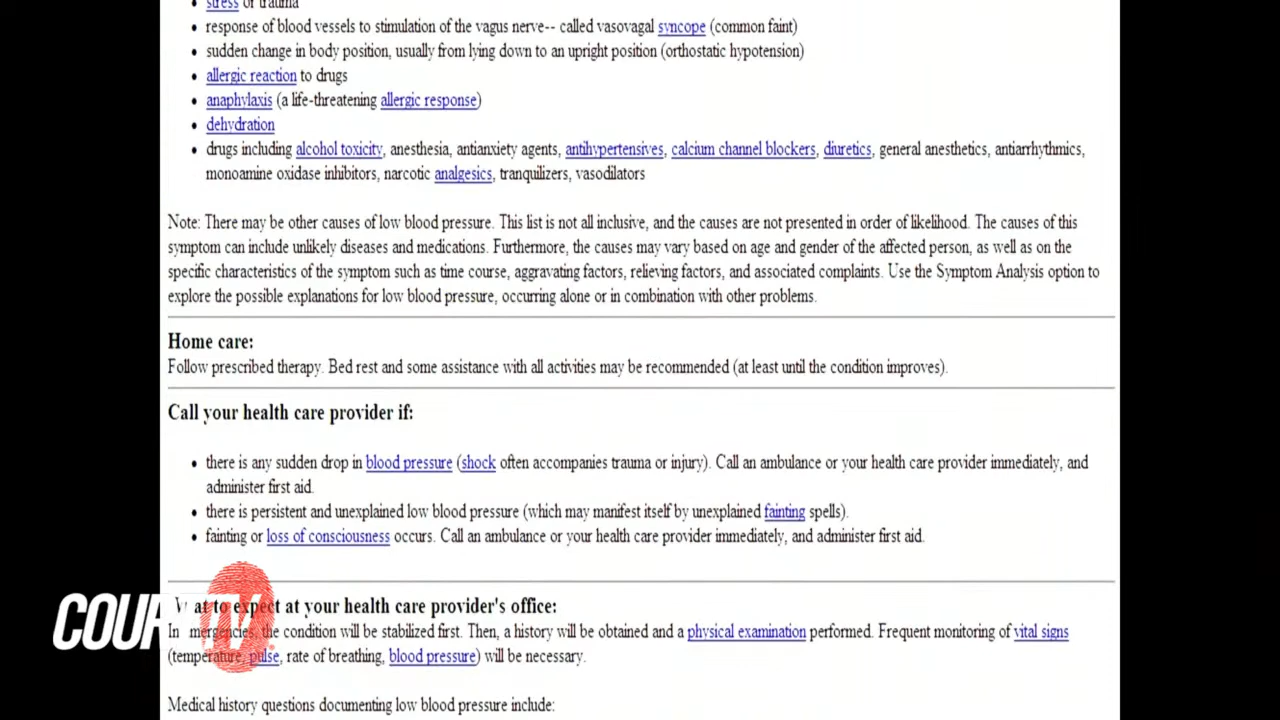 stress or trauma
response of blood vessels to stimulation of the vagus nerve-- called vasovagal syncope (common faint)
sudden change in body position, usually from lying down to an upright position (orthostatic hypotension)
allergic reaction to drugs
anaphylaxis (a life-threatening allergic response)
dehydration
drugs including alcohol toxicity, anesthesia, antianxiety agents, antihypertensives, calcium channel blockers, diuretics, general anesthetics, antiarrhythmics,
monoamine oxidase inhibitors, narcotic analgesics, tranquilizers, vasodilators
Note: There may be other causes of low blood pressure. This list is not all inclusive, and the causes are not presented in order of likelihood. The causes of this
symptom can include unlikely diseases and medications. Furthermore, the causes may vary based on age and gender of the affected person, as well as on the
specific characteristics of the symptom such as time course, aggravating factors, relieving factors, and associated complaints. Use the Symptom Analysis option to
explore the possible explanations for low blood pressure, occurring alone or in combination with other problems.
Home care:
Follow prescribed therapy. Bed rest and some assistance with all activities may be recommended (at least until the condition improves).
Call your health care provider if:
there is any sudden drop in blood pressure (shock often accompanies trauma or injury). Call an ambulance or your health care provider immediately, and
administer first aid.
there is persistent and unexplained low blood pressure (which may manifest itself by unexplained fainting spells).
fainting or loss of consciousness occurs. Call an ambulance or your health care provider immediately, and administer first aid.
What to expect at your health care provider's office:
In emergencies, the condition will be stabilized first. Then, a history will be obtained and a physical examination performed. Frequent monitoring of vital signs
(temperature, pulse, rate of breathing, blood pressure) will be necessary.
Medical history questions documenting low blood pressure include:
COURT TV